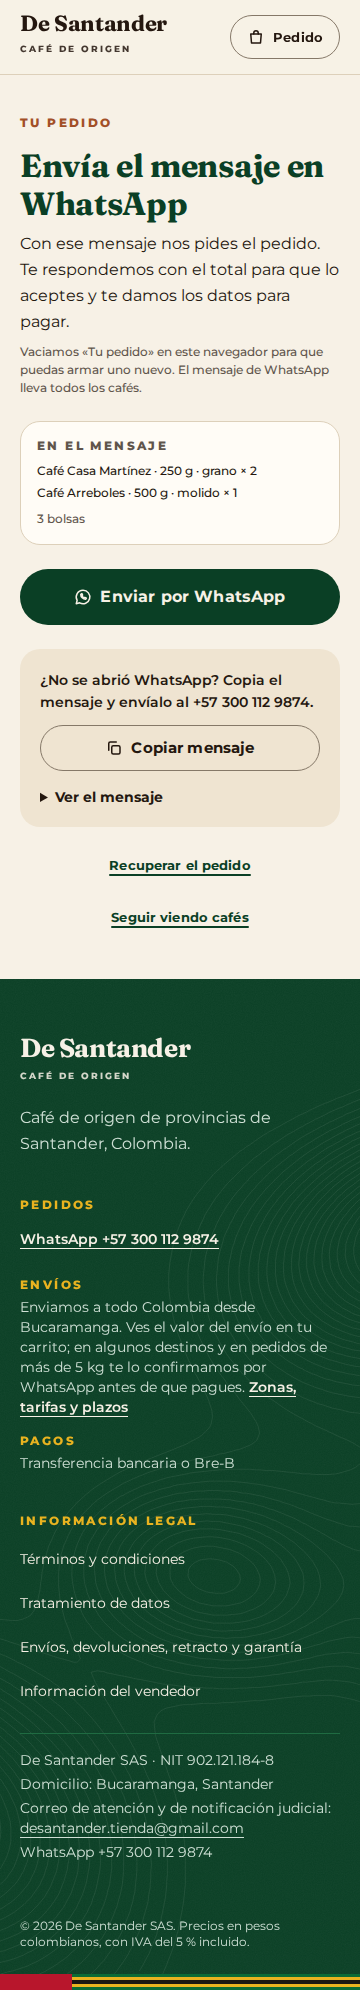 De Santander
CAFÉ DE ORIGEN
Pedido
TU PEDIDO
Envía el mensaje en
WhatsApp
Con ese mensaje nos pides el pedido.
Te respondemos con el total para que lo
aceptes y te damos los datos para
pagar.
Vaciamos «Tu pedido» en este navegador para que
puedas armar uno nuevo. El mensaje de WhatsApp
lleva todos los cafés.
EN EL MENSAJE
Café Casa Martínez · 250 g · grano × 2
Café Arreboles · 500 g · molido × 1
3 bolsas
Enviar por WhatsApp
¿No se abrió WhatsApp? Copia el
mensaje y envíalo al +57 300 112 9874.
Copiar mensaje
Ver el mensaje
Recuperar el pedido
Seguir viendo cafés
De Santander
CAFÉ DE ORIGEN
Café de origen de provincias de
Santander, Colombia.
PEDIDOS
WhatsApp +57 300 112 9874
ENVÍOS
Enviamos a todo Colombia desde
Bucaramanga. Ves el valor del envío en tu
carrito; en algunos destinos y en pedidos de
más de 5 kg te lo confirmamos por
WhatsApp antes de que pagues. Zonas,
tarifas y plazos
PAGOS
Transferencia bancaria o Bre-B
INFORMACIÓN LEGAL
Términos y condiciones
Tratamiento de datos
Envíos, devoluciones, retracto y garantía
Información del vendedor
De Santander SAS · NIT 902.121.184-8
Domicilio: Bucaramanga, Santander
Correo de atención y de notificación judicial:
desantander.tienda@gmail.com
WhatsApp +57 300 112 9874
© 2026 De Santander SAS. Precios en pesos
colombianos, con IVA del 5 % incluido.